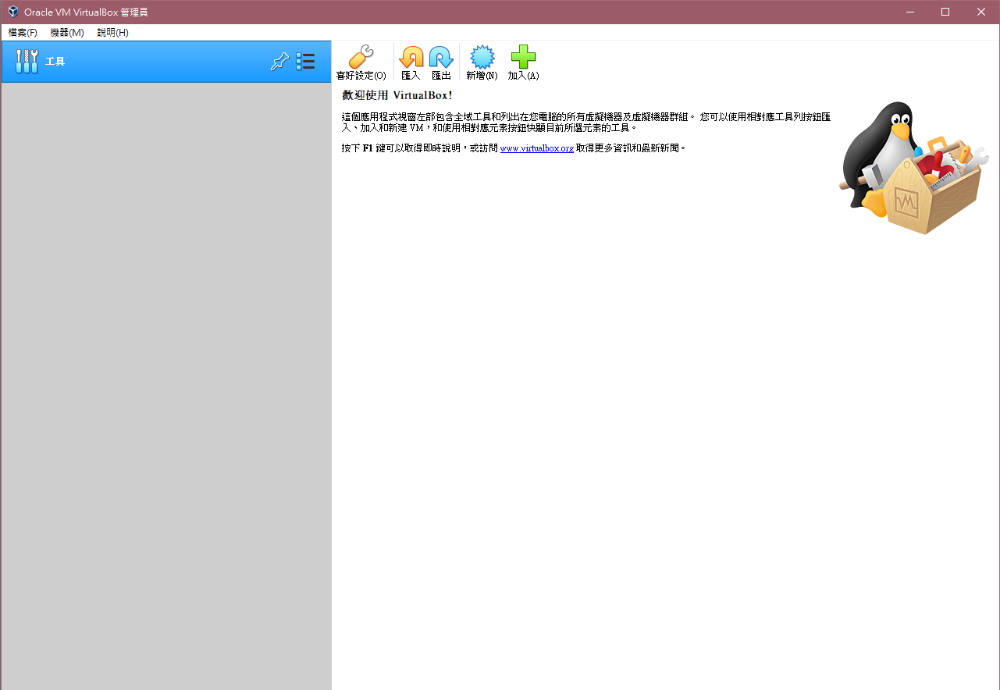 Oracle VM VirtualBox 管理員
檔案(F) 機器(M) 說明(H)
工具
喜好設定(O) 匯入 匯出 新增(N) 加入(A)
歡迎使用 VirtualBox!
這個應用程式視窗左部包含全域工具和列出在您電腦的所有虛擬機器及虛擬機器群組。 您可以使用相對應工具列按鈕匯
入、加入和新建 VM，和使用相對應元素按鈕快顯目前所選元素的工具。
按下 F1 鍵可以取得即時說明，或訪問 www.virtualbox.org 取得更多資訊和最新新聞。